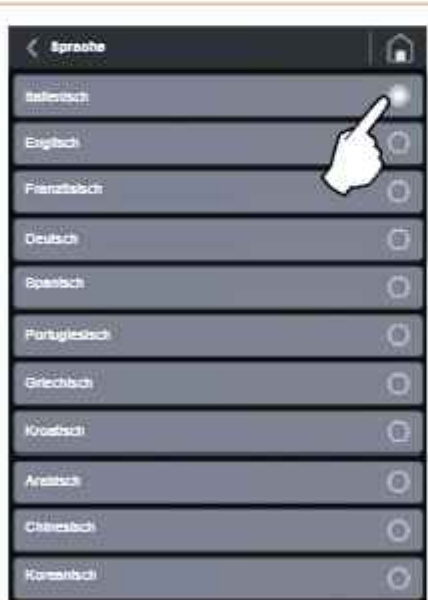 Sprache
Italienisch
Englisch
Französisch
Deutsch
Spanisch
Portugiesisch
Griechisch
Kroatisch
Arabisch
Chinesisch
Koreanisch